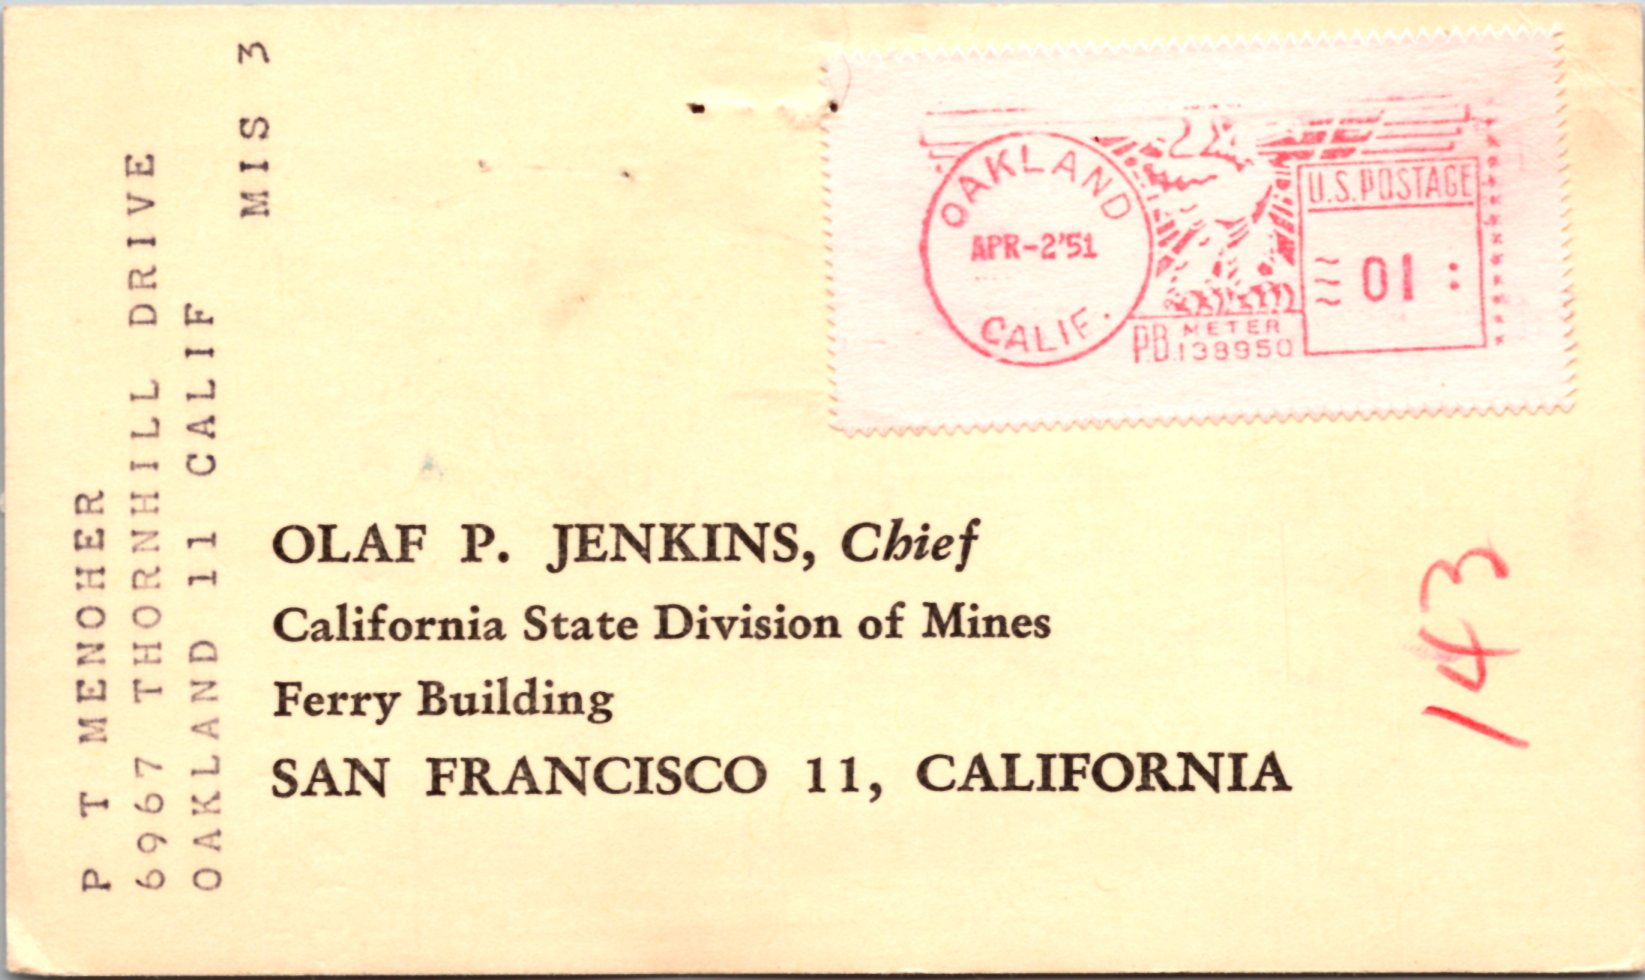 MIS 3
P T MENOHER
6967 THORNHILL DRIVE
OAKLAND 11 CALIF
OAKLAND
APR-2'51
CALIF.
P.B. METER
138950
U.S. POSTAGE
01
OLAF P. JENKINS, Chief
California State Division of Mines
Ferry Building
SAN FRANCISCO 11, CALIFORNIA
143